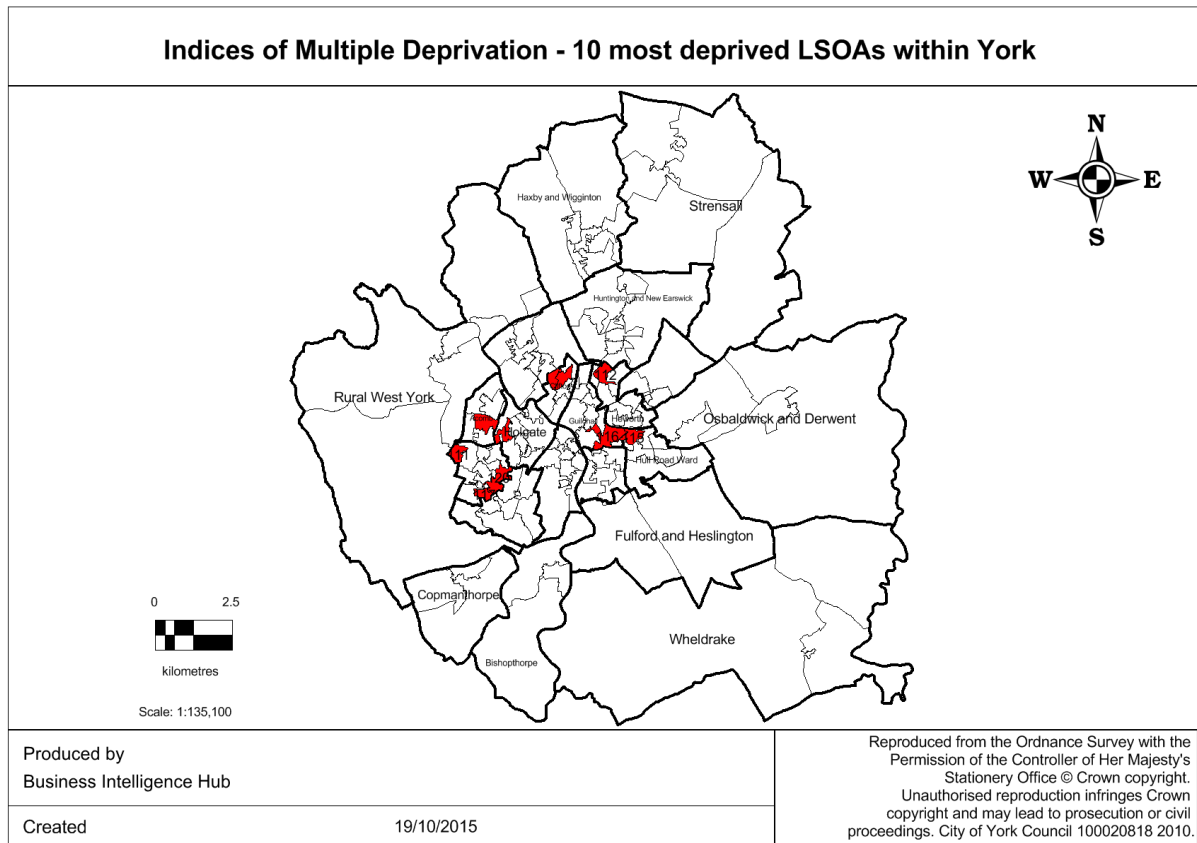 Indices of Multiple Deprivation - 10 most deprived LSOAs within York
N
W
E
S
Haxby and Wigginton
Strensall
Huntington and New Earswick
Rural West York
Osbaldwick and Derwent
Heworth
Guildhall
Holgate
Hull Road Ward
11
Fulford and Heslington
Copmanthorpe
Wheldrake
Bishopthorpe
0
2.5
kilometres
Scale: 1:135,100
Produced by
Business Intelligence Hub
Created
19/10/2015
Reproduced from the Ordnance Survey with the
Permission of the Controller of Her Majesty's
Stationery Office © Crown copyright.
Unauthorised reproduction infringes Crown
copyright and may lead to prosecution or civil
proceedings. City of York Council 100020818 2010.